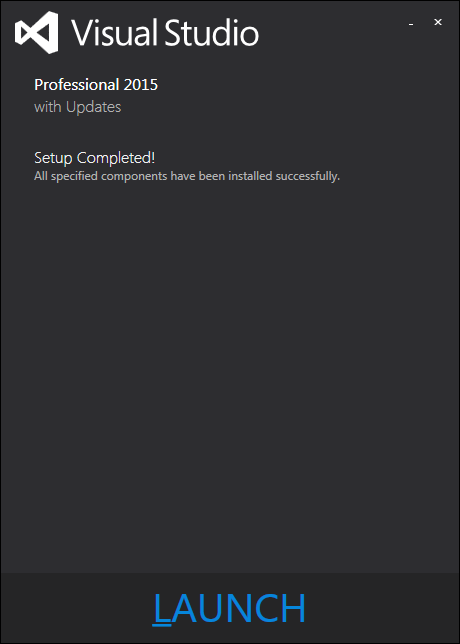 Visual Studio
Professional 2015
with Updates
Setup Completed!
All specified components have been installed successfully.
LAUNCH